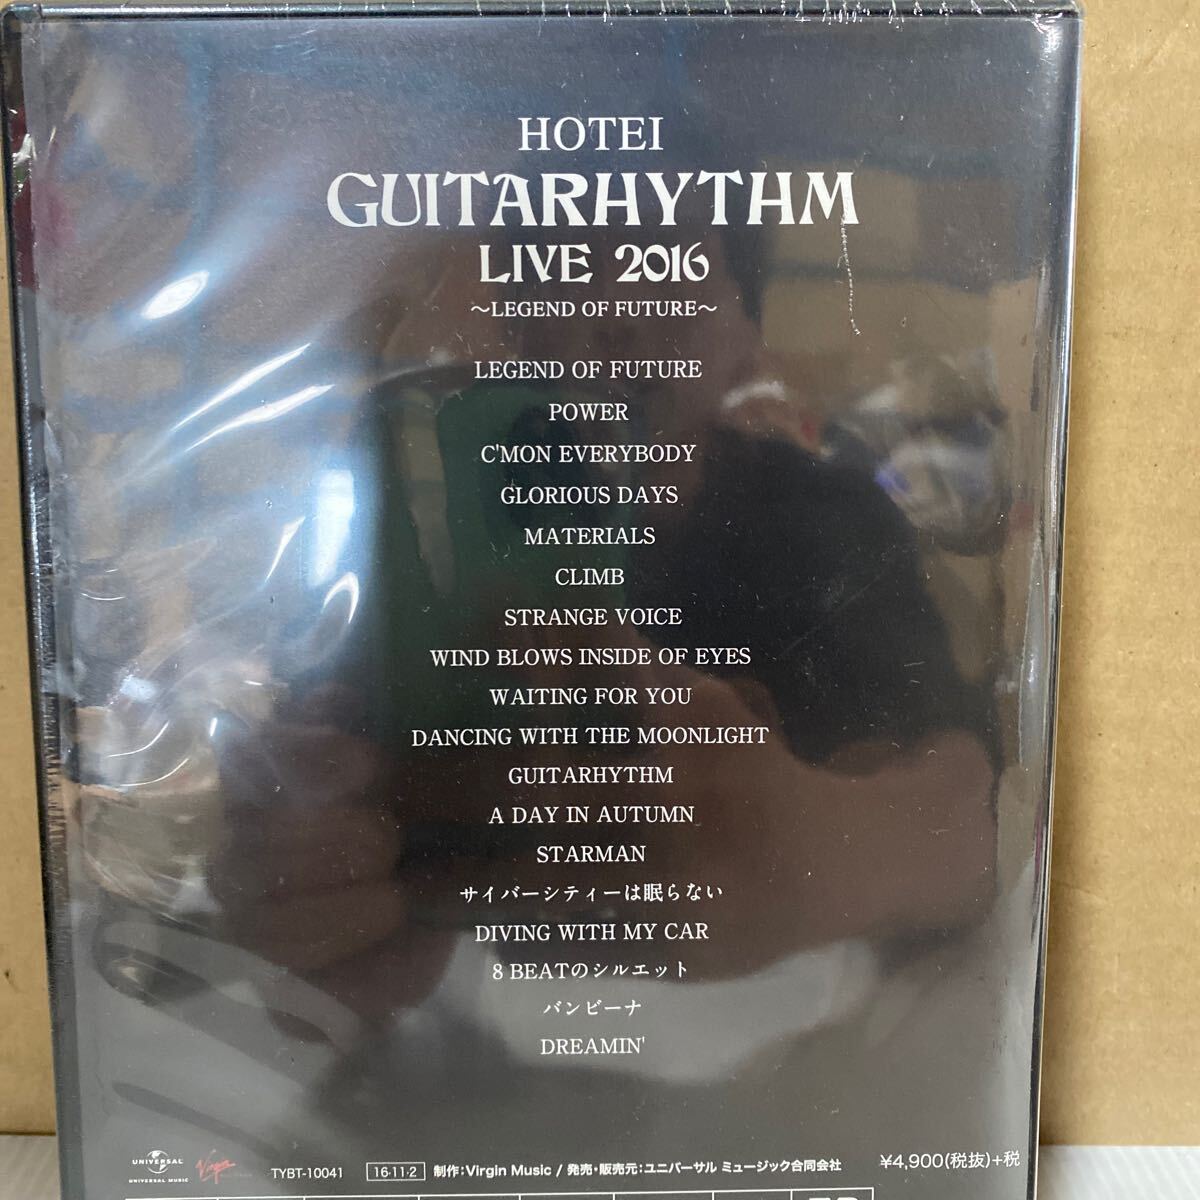 HOTEI
GUITARHYTHM
LIVE 2016
～LEGEND OF FUTURE～
LEGEND OF FUTURE
POWER
C'MON EVERYBODY
GLORIOUS DAYS
MATERIALS
CLIMB
STRANGE VOICE
WIND BLOWS INSIDE OF EYES
WAITING FOR YOU
DANCING WITH THE MOONLIGHT
GUITARHYTHM
A DAY IN AUTUMN
STARMAN
サイバーシティーは眠らない
DIVING WITH MY CAR
8 BEATのシルエット
バンビーナ
DREAMIN'
UNIVERSAL
UNIVERSAL MUSIC
Virgin
TYBT-10041
16・11・2
制作:Virgin Music / 発売・販売元:ユニバーサル ミュージック合同会社
¥4,900(税抜)+税